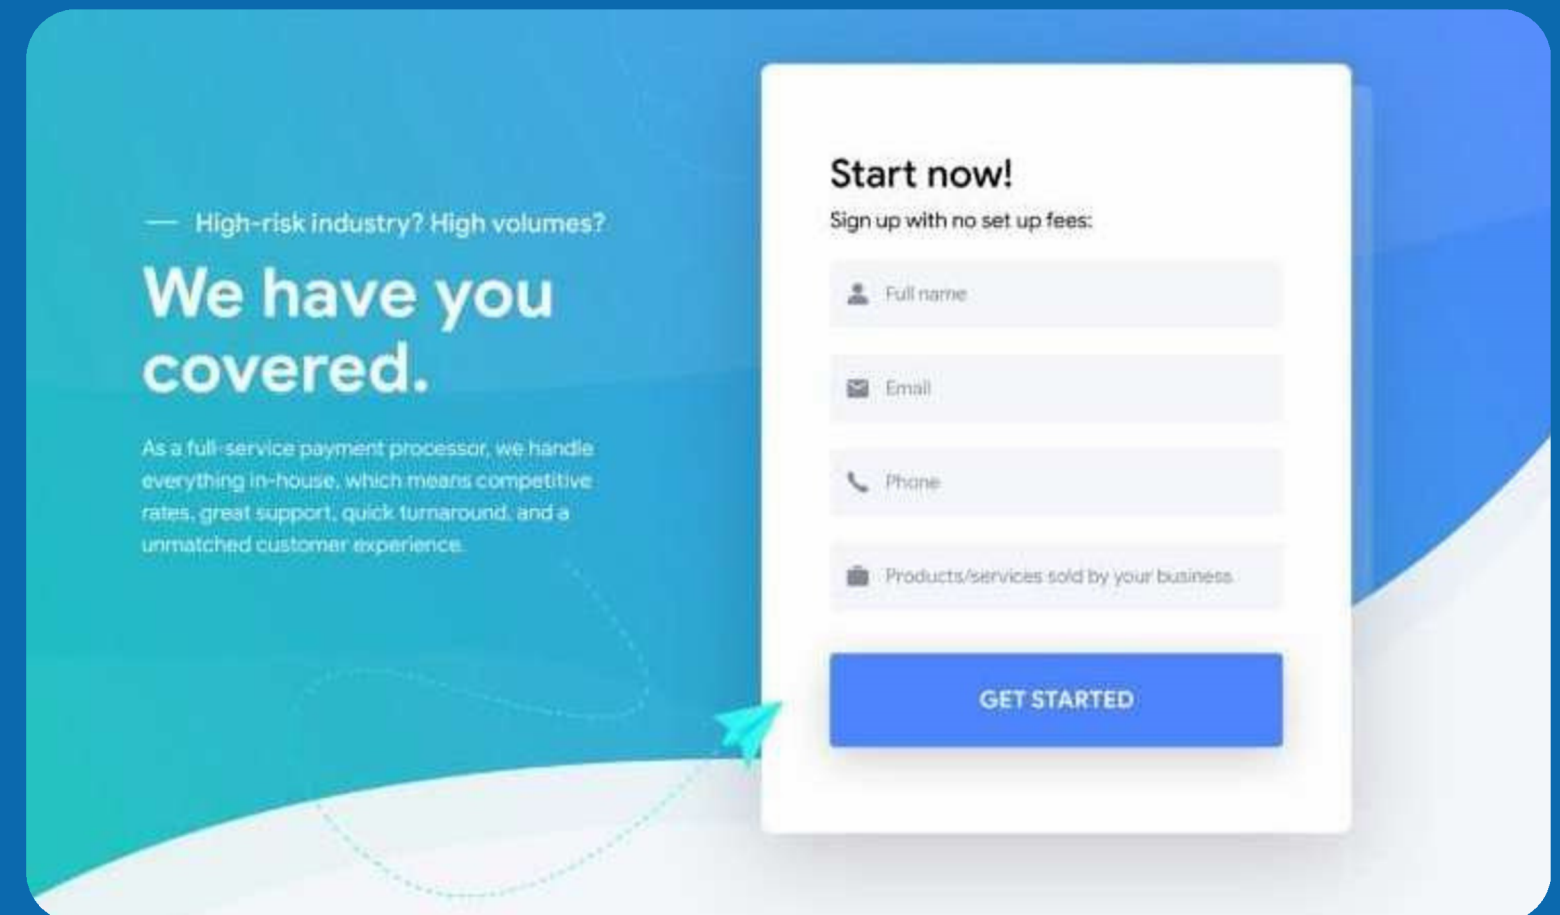 High-risk industry? High volumes?
We have you
covered.
As a full-service payment processor, we handle
everything in-house, which means competitive
rates, great support, quick turnaround, and a
unmatched customer experience.
Start now!
Sign up with no set up fees:
Full name
Email
Phone
Products/services sold by your business
GET STARTED